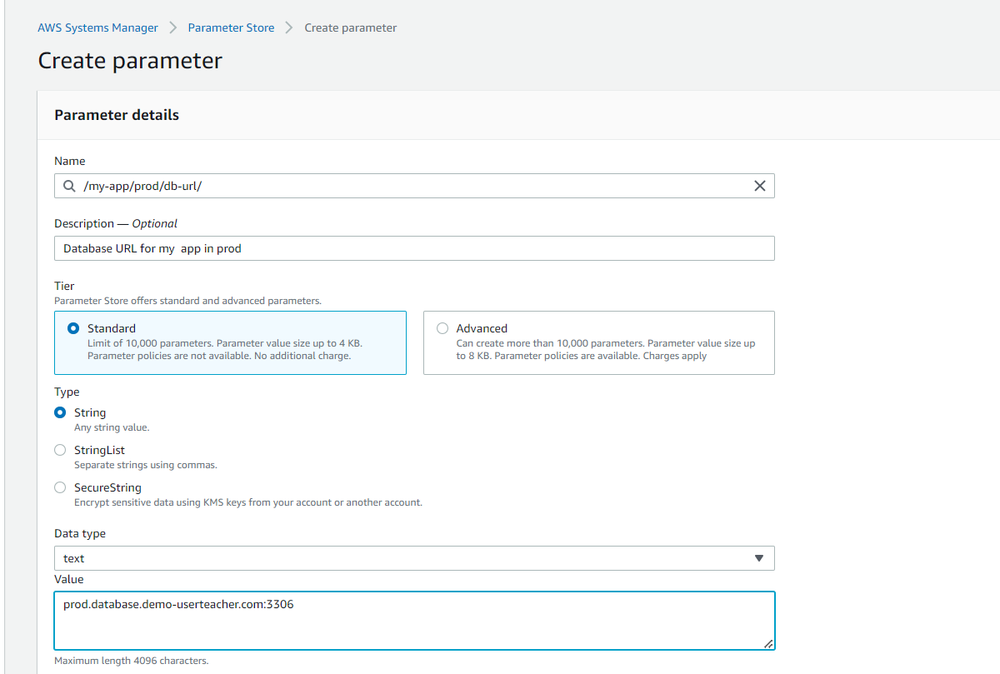 AWS Systems Manager > Parameter Store > Create parameter
Create parameter
Parameter details
Name
/my-app/prod/db-url/
Description — Optional
Database URL for my  app in prod
Tier
Parameter Store offers standard and advanced parameters.
Standard
Limit of 10,000 parameters. Parameter value size up to 4 KB.
Parameter policies are not available. No additional charge.
Advanced
Can create more than 10,000 parameters. Parameter value size up
to 8 KB. Parameter policies are available. Charges apply
Type
String
Any string value.
StringList
Separate strings using commas.
SecureString
Encrypt sensitive data using KMS keys from your account or another account.
Data type
text
Value
prod.database.demo-userteacher.com:3306
Maximum length 4096 characters.